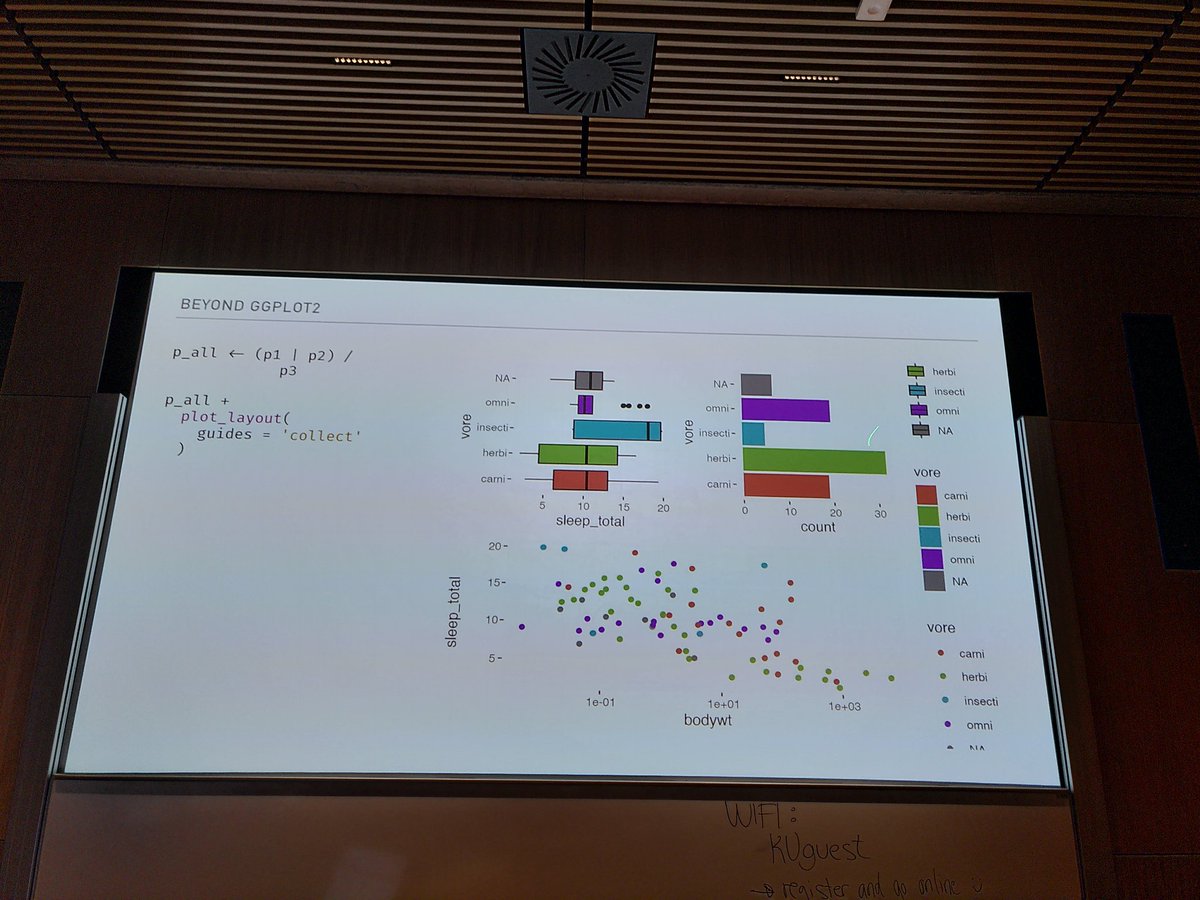 BEYOND GGPLOT2
p_all ← (p1 | p2) /
p3
p_all +
plot_layout(
guides = 'collect'
)
vore
NA
omni
insecti
herbi
carni
5 10 15 20
sleep_total
vore
NA
omni
insecti
herbi
carni
0 10 20 30
count
sleep_total
20
15
10
5
1e-01 1e+01 1e+03
bodywt
herbi
insecti
omni
NA
vore
carni
herbi
insecti
omni
NA
vore
carni
herbi
insecti
omni
NA
WIFI:
KUguest
→ register and go online